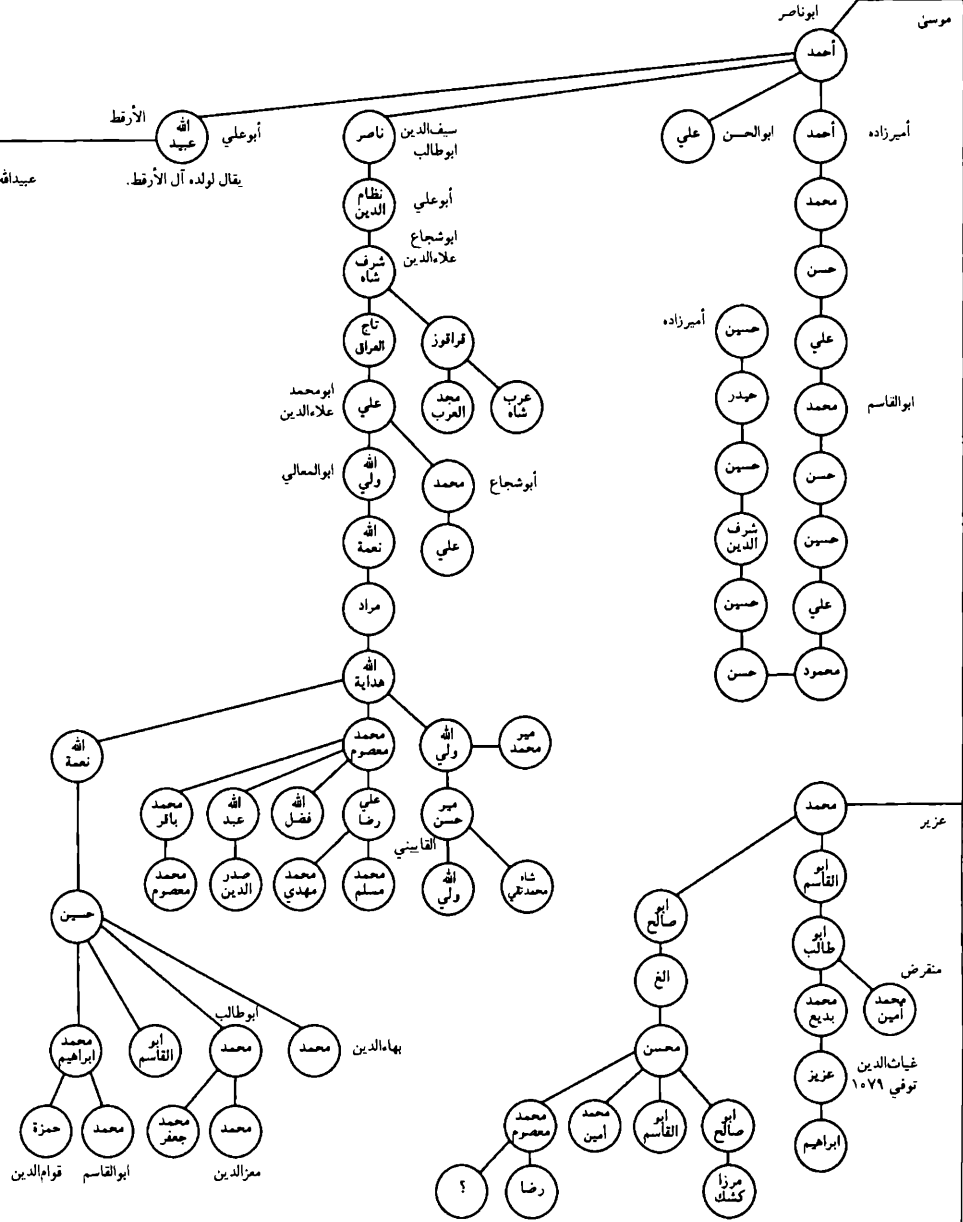 ابوناصر
موسیٰ
أحمد
الأرقط
الله
عبيد
أبوعلي
ناصر
سيف‌الدين
ابوطالب
علي
ابوالحسن
أحمد
أميرزاده
عبيدالله
يقال لولده آل الأرقط.
نظام
الدين
أبوعلي
محمد
شرف
شاه
ابوشجاع
علاءالدين
حسن
تاج
العراق
قراقوز
حسين
أميرزاده
علي
علي
ابومحمد
علاءالدين
مجد
العرب
عرب
شاه
حيدر
محمد
ابوالقاسم
الله
ولي
ابوالمعالي
محمد
أبوشجاع
حسين
حسن
الله
نعمة
علي
شرف
الدين
حسين
مراد
حسين
علي
الله
هداية
حسن
محمود
الله
نعمة
محمد
معصوم
الله
ولي
مير
محمد
محمد
باقر
الله
عبد
الله
فضل
علي
رضا
مير
حسن
محمد
عزير
القاييني
محمد
معصوم
صدر
الدين
محمد
مهدي
محمد
مسلم
الله
ولي
شاه
محمدتقي
ابو
القاسم
حسين
ابو
صالح
ابو
طالب
منقرض
الغ
محمد
بديع
محمد
أمين
ابوطالب
محمد
ابراهيم
أبو
القاسم
محمد
محمد
بهاءالدين
محسن
عزيز
غياث‌الدين
توفي ١٠٧٩
حمزة
محمد
محمد
جعفر
محمد
محمد
معصوم
محمد
أمين
ابو
القاسم
ابو
صالح
ابراهيم
قوام‌الدين
ابوالقاسم
معزالدين
؟
رضا
مرزا
كشك